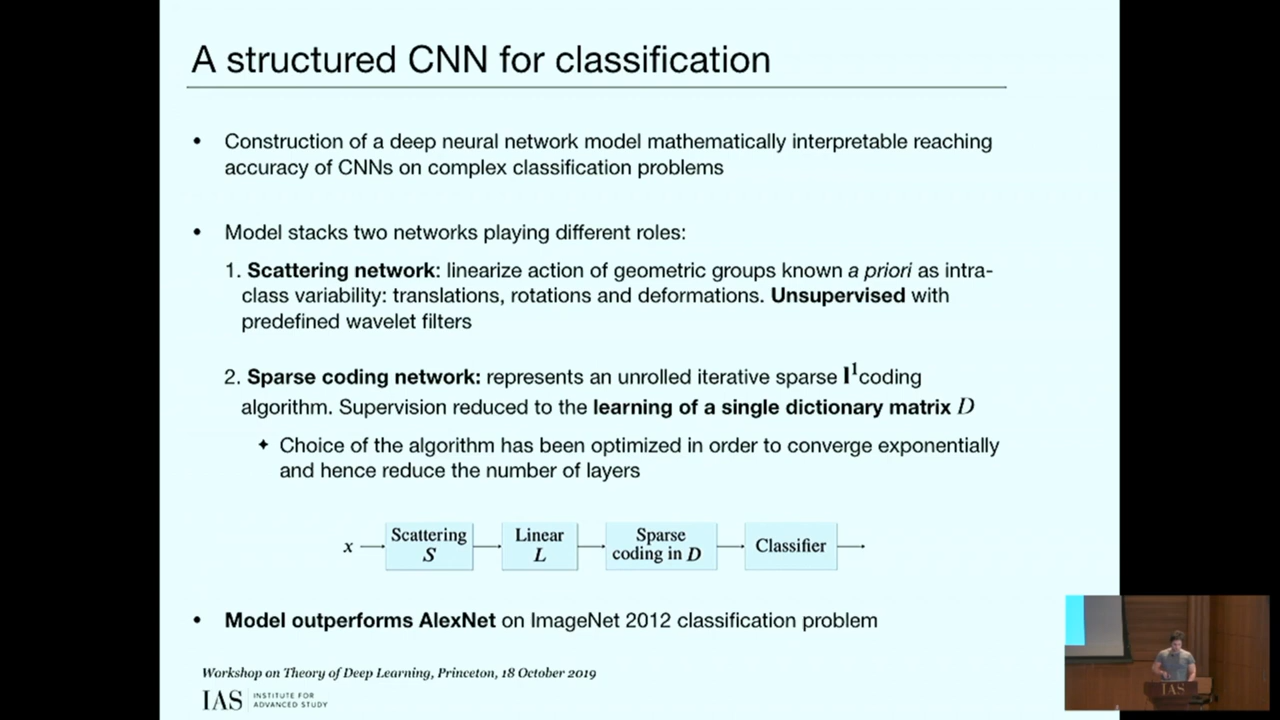 A structured CNN for classification
• Construction of a deep neural network model mathematically interpretable reaching
accuracy of CNNs on complex classification problems
• Model stacks two networks playing different roles:
1. Scattering network: linearize action of geometric groups known a priori as intra-
class variability: translations, rotations and deformations. Unsupervised with
predefined wavelet filters
2. Sparse coding network: represents an unrolled iterative sparse l¹coding
algorithm. Supervision reduced to the learning of a single dictionary matrix D
✦ Choice of the algorithm has been optimized in order to converge exponentially
and hence reduce the number of layers
x
Scattering
S
Linear
L
Sparse
coding in D
Classifier
• Model outperforms AlexNet on ImageNet 2012 classification problem
Workshop on Theory of Deep Learning, Princeton, 18 October 2019
IAS
INSTITUTE FOR
ADVANCED STUDY
IAS